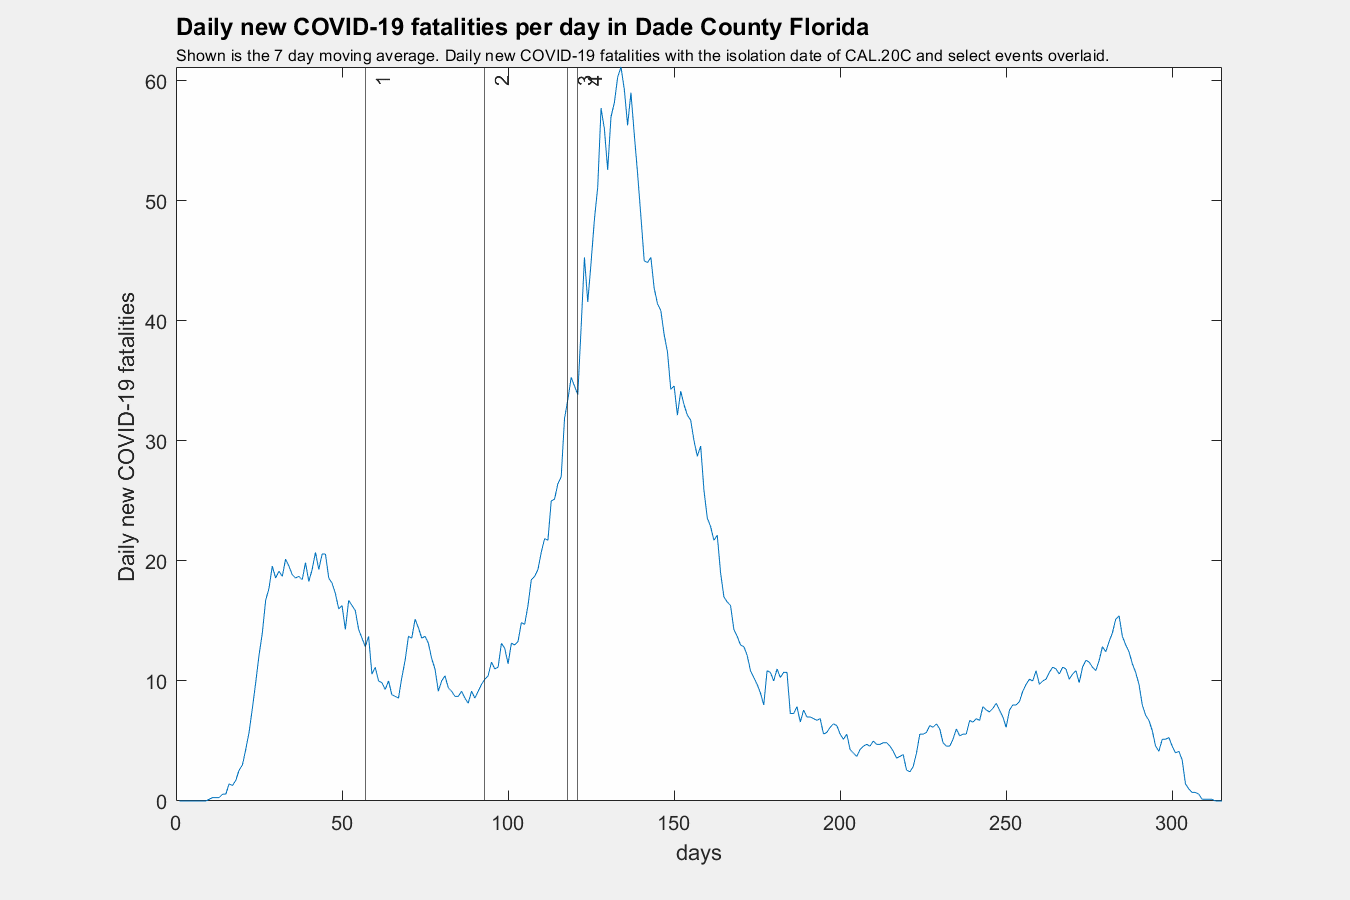 Daily new COVID-19 fatalities per day in Dade County Florida
Shown is the 7 day moving average. Daily new COVID-19 fatalities with the isolation date of CAL.20C and select events overlaid.
1
2
3
4
60
50
40
30
20
10
0
Daily new COVID-19 fatalities
0 50 100 150 200 250 300
days